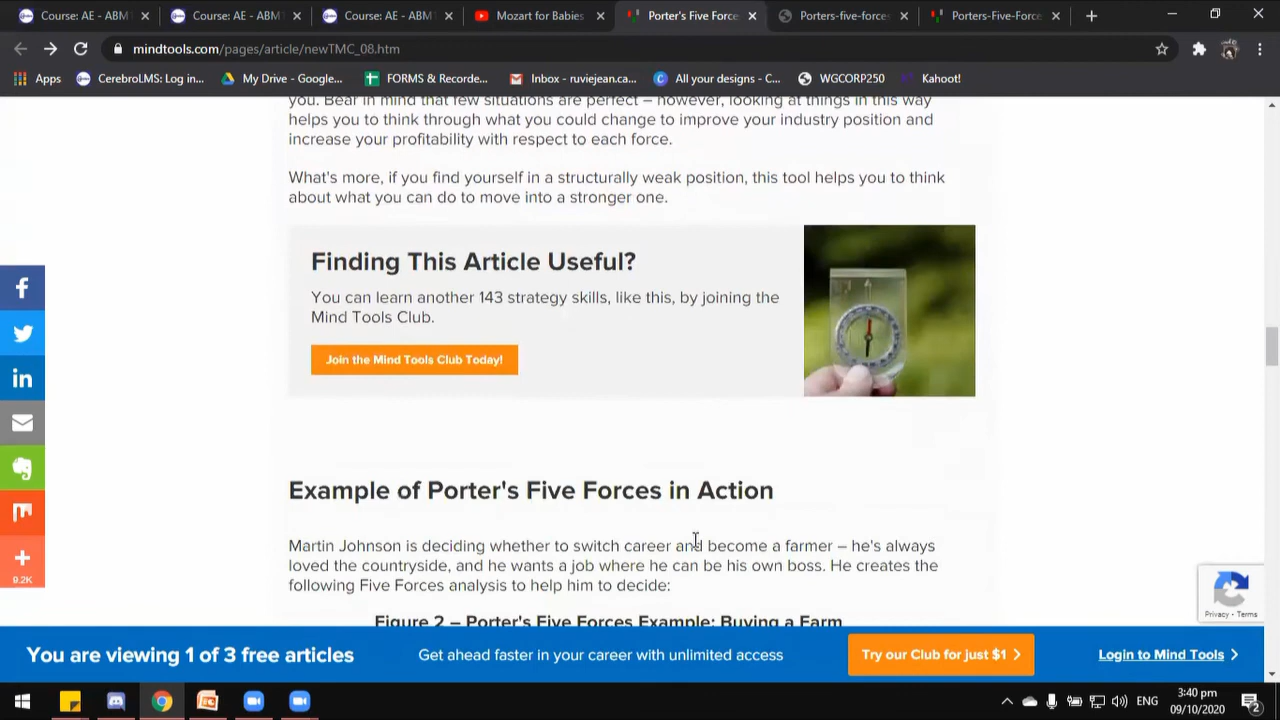 Course: AE - ABM1
Course: AE - ABM1
Course: AE - ABM1
Mozart for Babies
Porter's Five Forces
Porters-five-force
Porters-Five-Force
mindtools.com/pages/article/newTMC_08.htm
Apps
CerebroLMS: Log in...
My Drive - Google...
FORMS & Recorde...
Inbox - ruviejean.ca...
All your designs - C...
WGCORP250
Kahoot!
you. Bear in mind that few situations are perfect – however, looking at things in this way
helps you to think through what you could change to improve your industry position and
increase your profitability with respect to each force.
What's more, if you find yourself in a structurally weak position, this tool helps you to think
about what you can do to move into a stronger one.
Finding This Article Useful?
You can learn another 143 strategy skills, like this, by joining the
Mind Tools Club.
Join the Mind Tools Club Today!
9.2K
Example of Porter's Five Forces in Action
Martin Johnson is deciding whether to switch career and become a farmer – he's always
loved the countryside, and he wants a job where he can be his own boss. He creates the
following Five Forces analysis to help him to decide:
Figure 2 – Porter's Five Forces Example: Buying a Farm
Privacy - Terms
You are viewing 1 of 3 free articles
Get ahead faster in your career with unlimited access
Try our Club for just $1
Login to Mind Tools
ENG
3:40 pm
09/10/2020
2